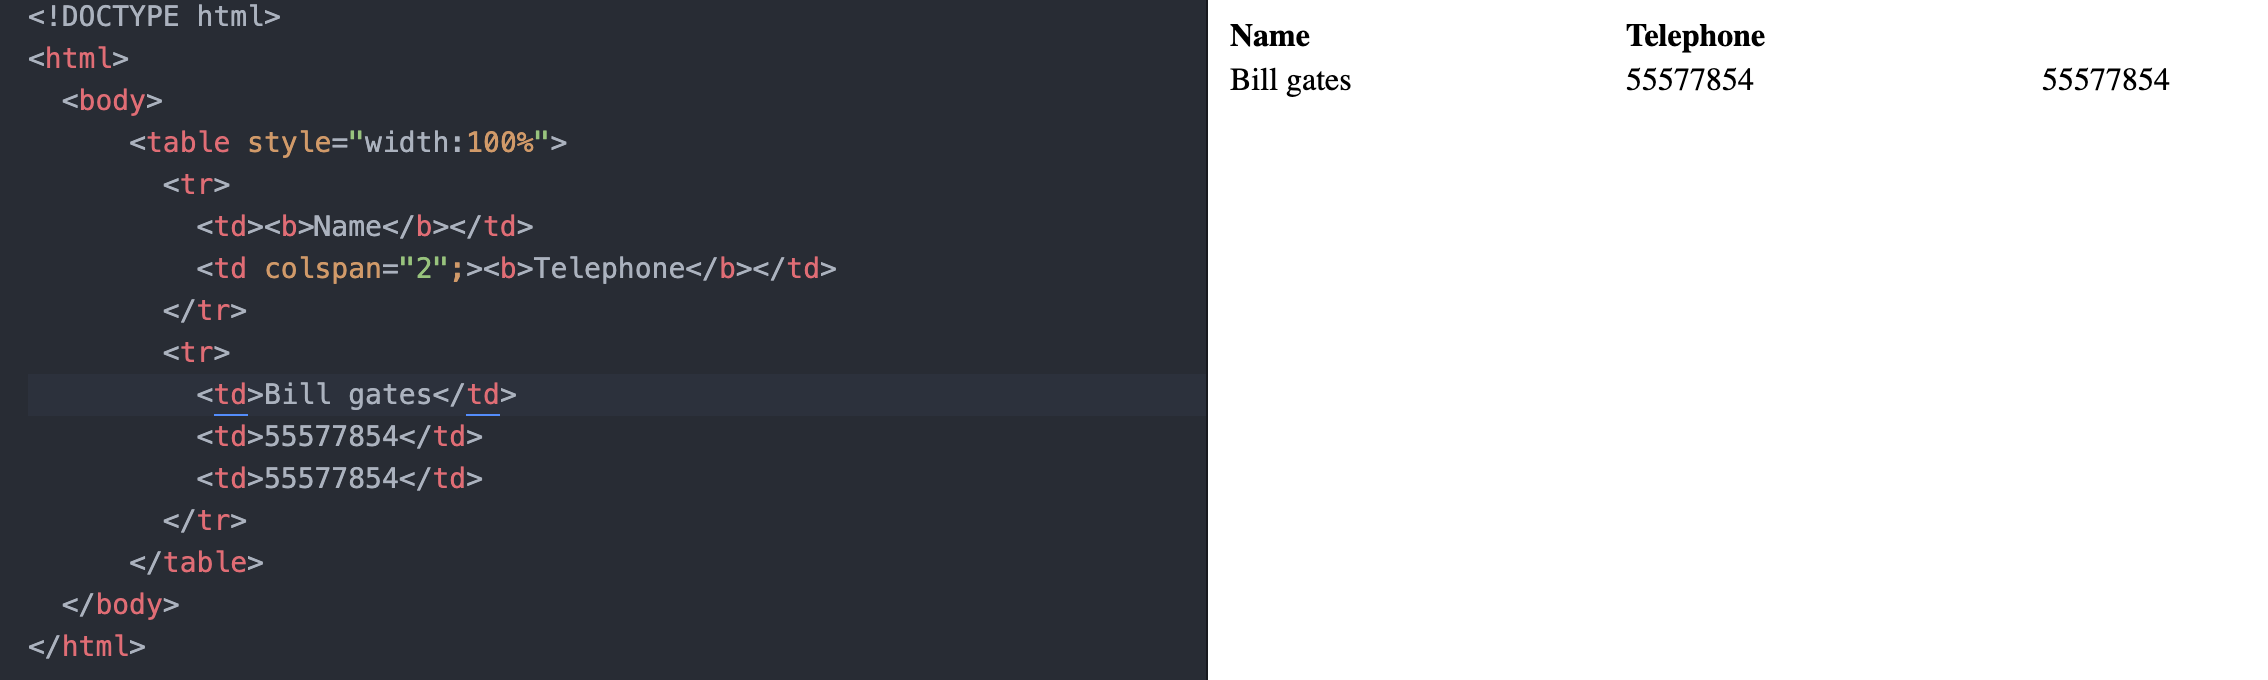 <!DOCTYPE html>
<html>
<body>
<table style="width:100%">
<tr>
<td><b>Name</b></td>
<td colspan="2";><b>Telephone</b></td>
</tr>
<tr>
<td>Bill gates</td>
<td>55577854</td>
<td>55577854</td>
</tr>
</table>
</body>
</html>
Name Telephone
Bill gates 55577854 55577854